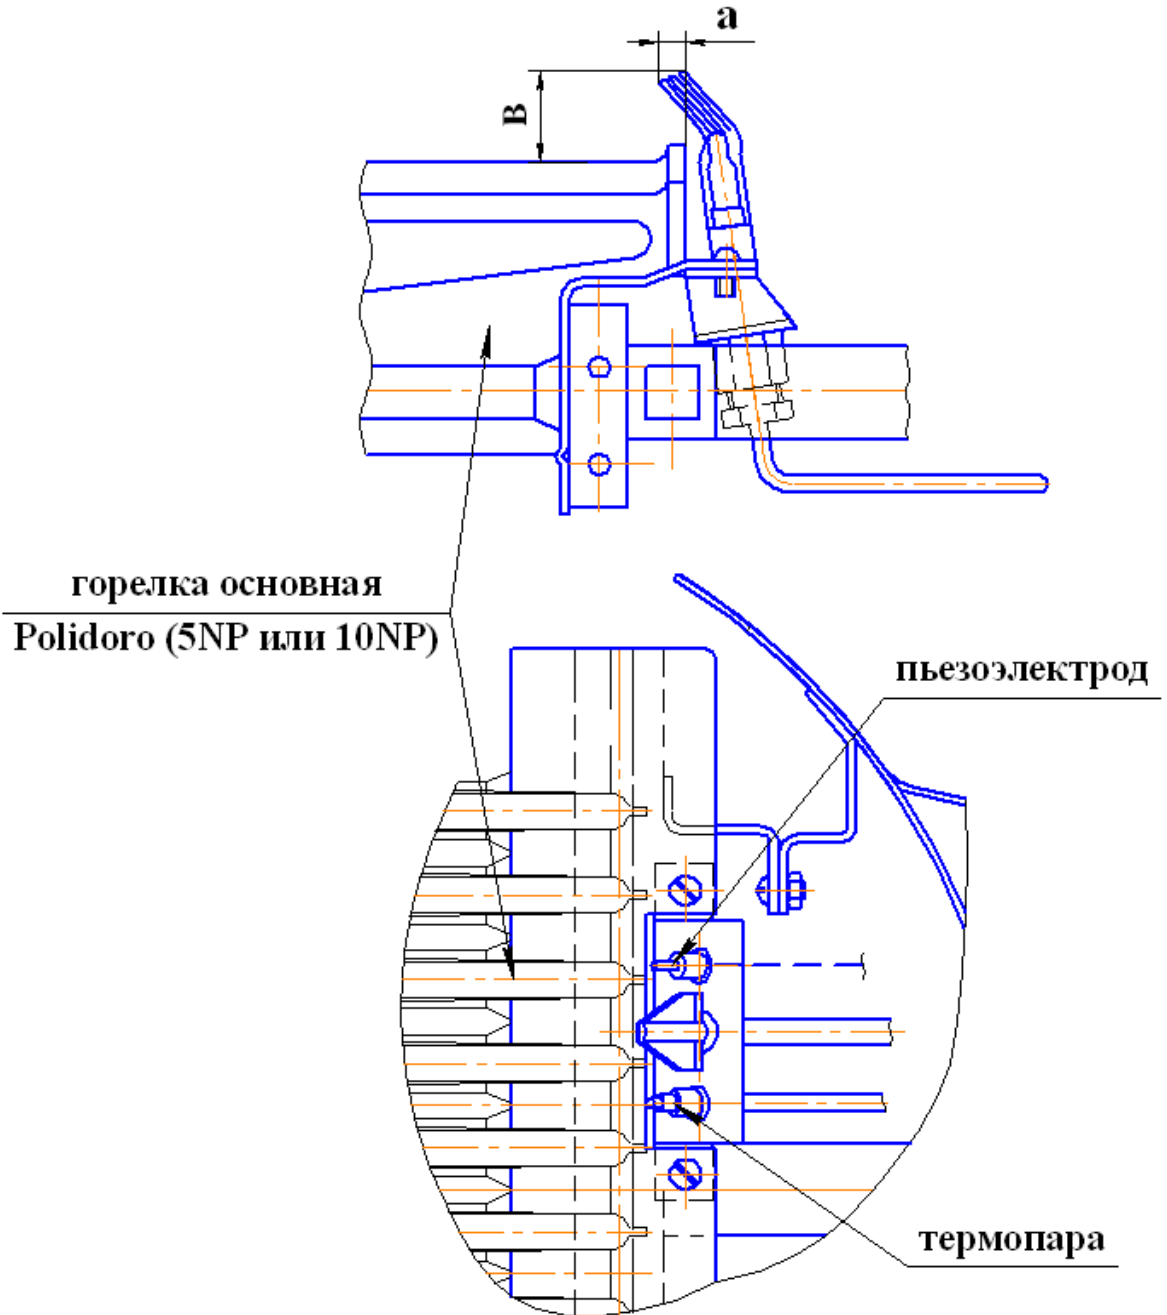 а
в
горелка основная
Polidoro (5NP или 10NP)
пьезоэлектрод
термопара